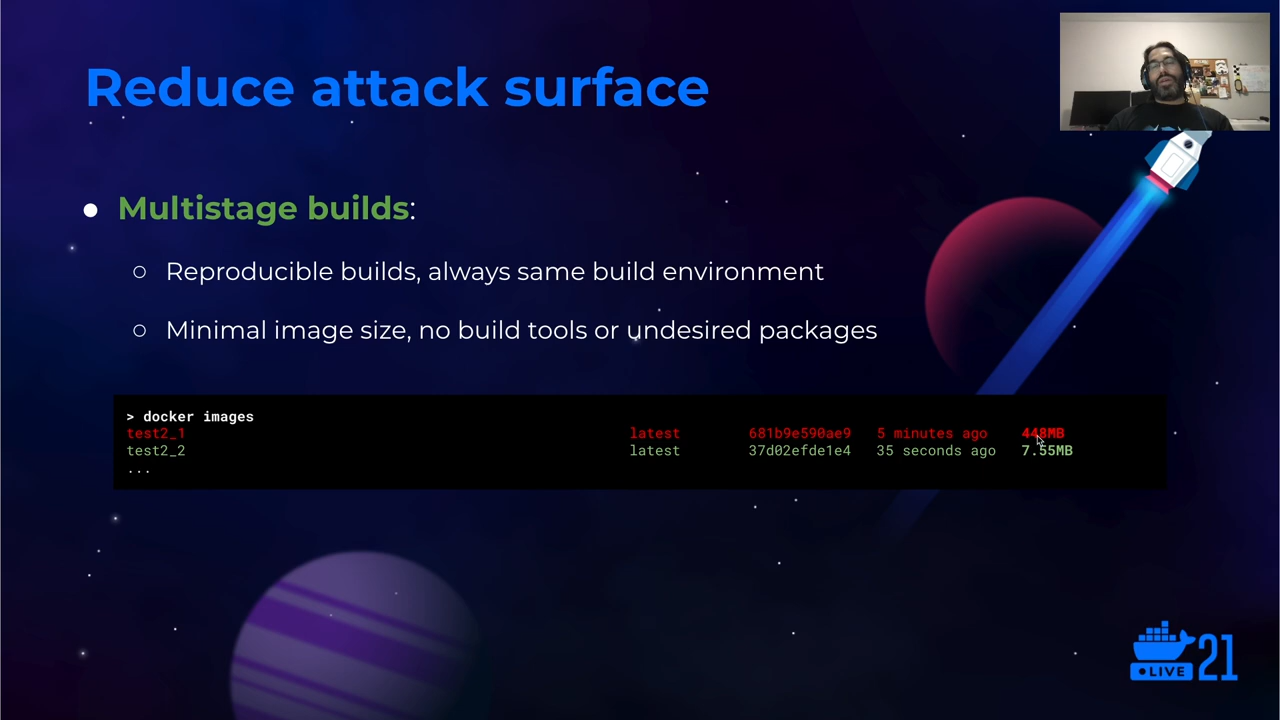 Reduce attack surface
● Multistage builds:
○ Reproducible builds, always same build environment
○ Minimal image size, no build tools or undesired packages
> docker images
test2_1 latest 681b9e590ae9 5 minutes ago 448MB
test2_2 latest 37d02efde1e4 35 seconds ago 7.55MB
...
LIVE 21